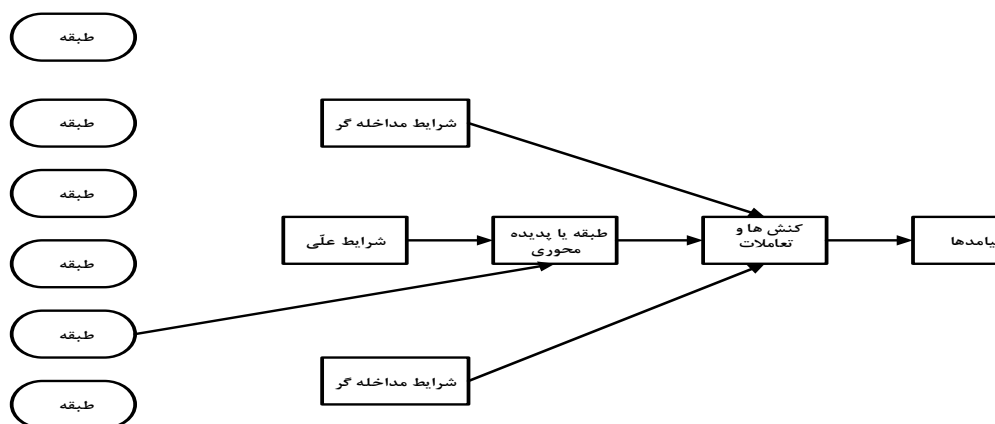 طبقه
طبقه
طبقه
طبقه
طبقه
طبقه
شرایط مداخله گر
شرایط علّی
طبقه یا پدیده
محوری
کنش ها و
تعاملات
یامدها
شرایط مداخله گر